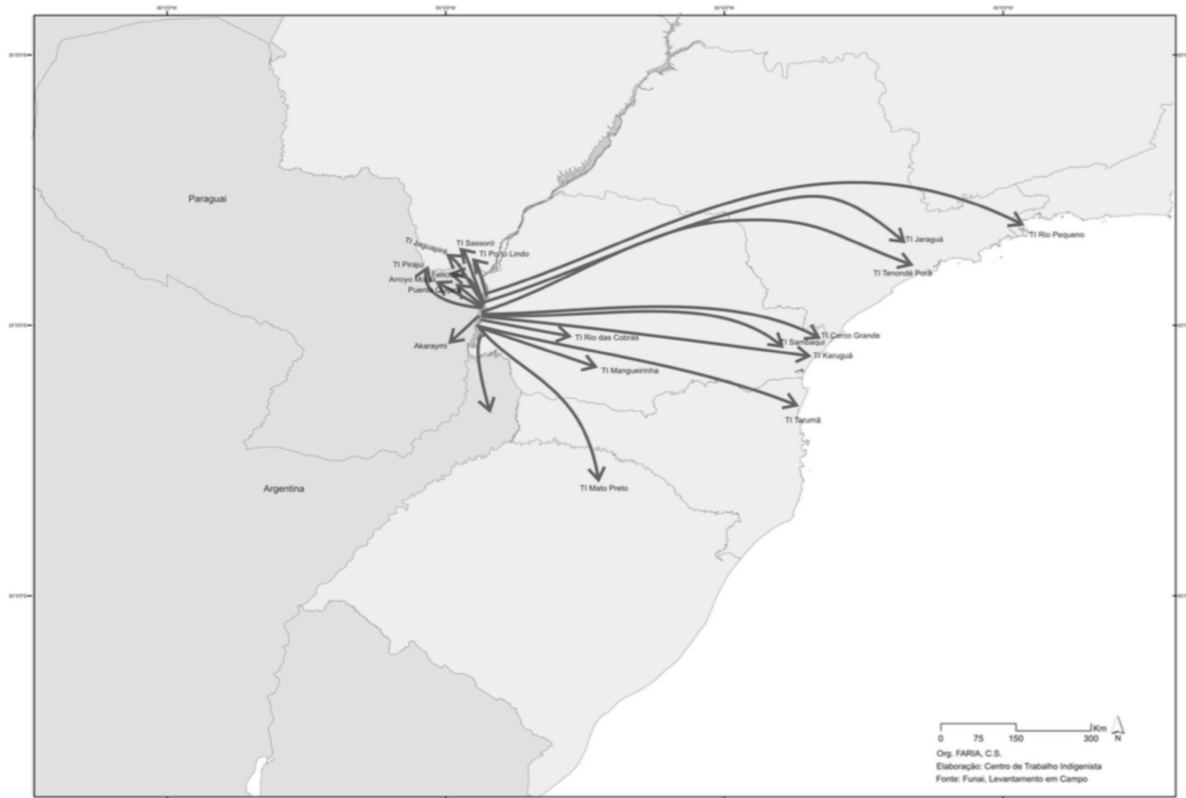 Paraguai
TI Sassoró
TI Jaguapiré
TI Porto Lindo
TI Pirajuí
Akaraymi
TI Jaraguá
TI Rio Pequeno
TI Tenondé Porã
TI Cerco Grande
TI Sambaqui
TI Rio das Cobras
TI Karuguá
TI Mangueirinha
TI Tarumã
TI Mato Preto
Argentina
Km
0 75 150 300
N
Org. FARIA, C.S.
Elaboração: Centro de Trabalho Indigenista
Fonte: Funai, Levantamento em Campo